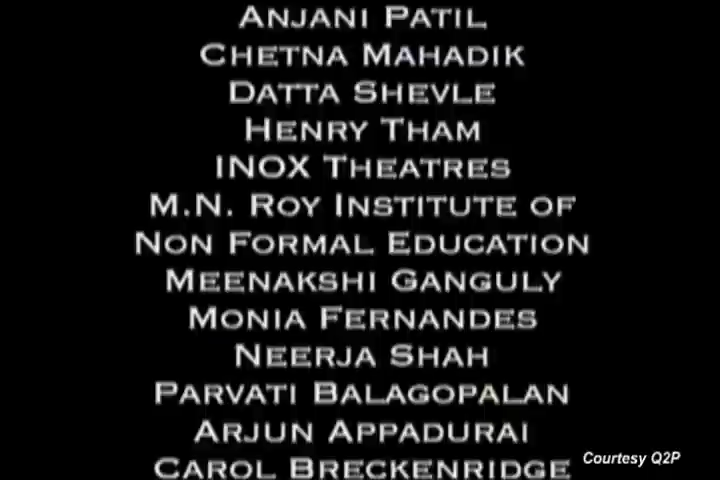 ANJANI PATIL
CHETNA MAHADIK
DATTA SHEVLE
HENRY THAM
INOX THEATRES
M.N. ROY INSTITUTE OF
NON FORMAL EDUCATION
MEENAKSHI GANGULY
MONIA FERNANDES
NEERJA SHAH
PARVATI BALAGOPALAN
ARJUN APPADURAI
CAROL BRECKENRIDGE
Courtesy Q2P